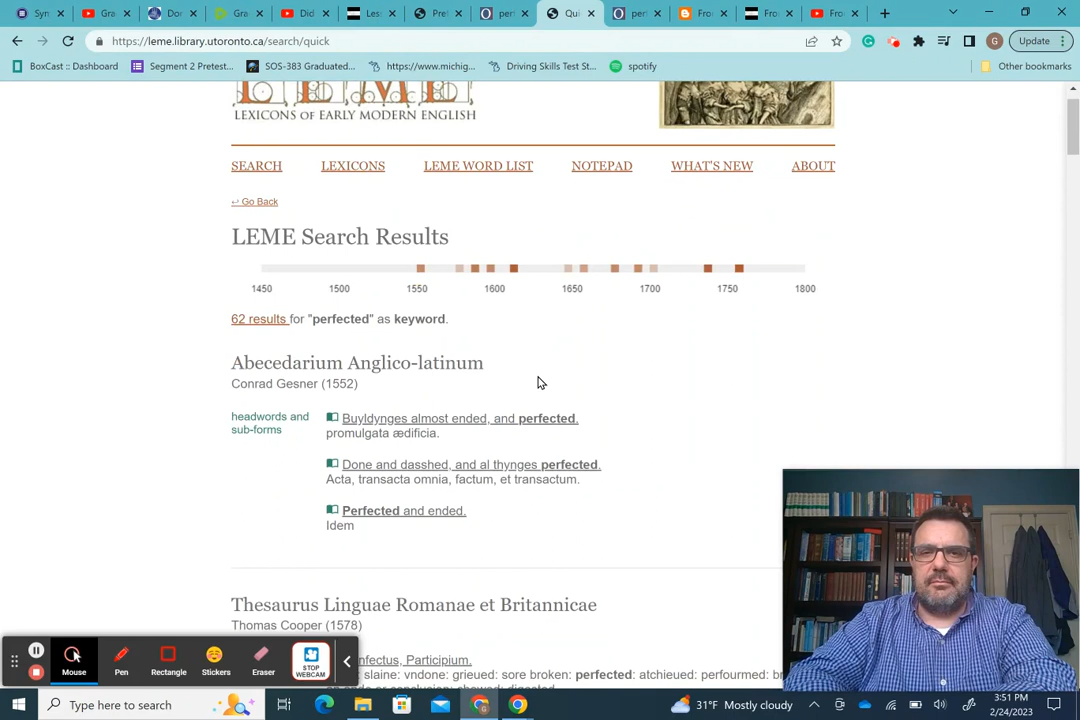 Syn
Gra
Don
Gra
Did
Less
Pre
per
Qui
per
Fro
Fro
Fro
https://leme.library.utoronto.ca/search/quick
G
Update
BoxCast :: Dashboard
Segment 2 Pretest...
SOS-383 Graduated...
https://www.michig...
Driving Skills Test St...
spotify
Other bookmarks
LEME
LEXICONS OF EARLY MODERN ENGLISH
SEARCH LEXICONS LEME WORD LIST NOTEPAD WHAT'S NEW ABOUT
Go Back
LEME Search Results
1450 1500 1550 1600 1650 1700 1750 1800
62 results for "perfected" as keyword.
Abecedarium Anglico-latinum
Conrad Gesner (1552)
headwords and
sub-forms
Buyldynges almost ended, and perfected.
promulgata ædificia.
Done and dasshed, and al thynges perfected.
Acta, transacta omnia, factum, et transactum.
Perfected and ended.
Idem
Thesaurus Linguae Romanae et Britannicae
Thomas Cooper (1578)
nfectus, Participium.
slaine: vndone: grieued: sore broken: perfected: atchieued: perfourmed:
Mouse
Pen
Rectangle
Stickers
Eraser
STOP
WEBCAM
Type here to search
31°F Mostly cloudy
3:51 PM
2/24/2023